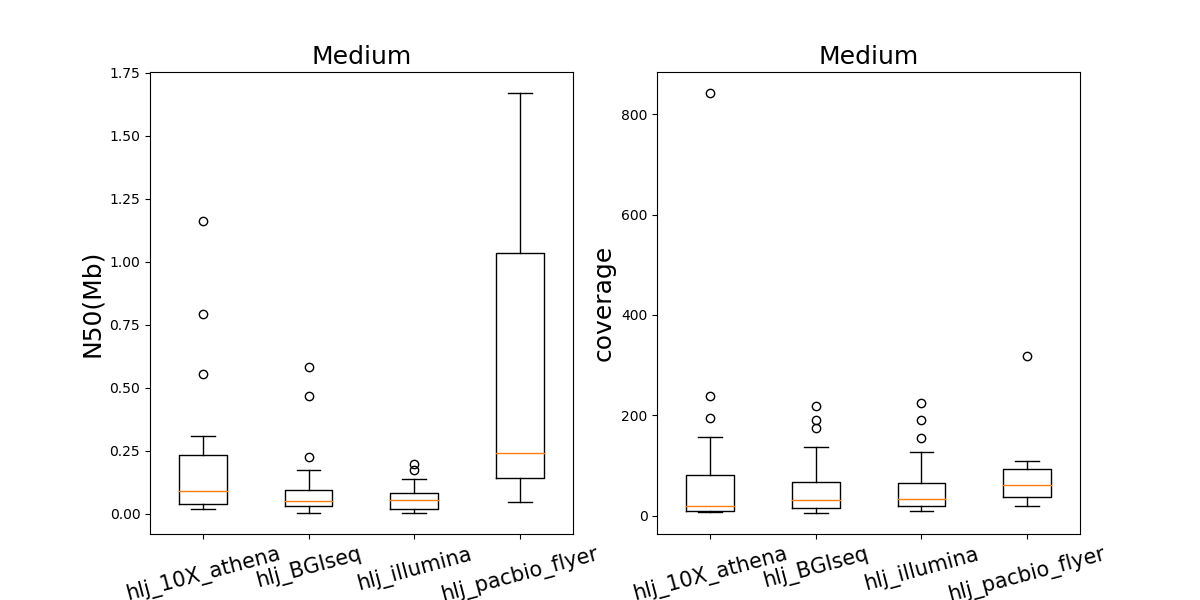 Medium
N50(Mb)
1.75
1.50
1.25
1.00
0.75
0.50
0.25
0.00
hlj_10X_athena
hlj_BGIseq
hlj_illumina
hlj_pacbio_flyer
Medium
coverage
800
600
400
200
0
hlj_10X_athena
hlj_BGIseq
hlj_illumina
hlj_pacbio_flyer